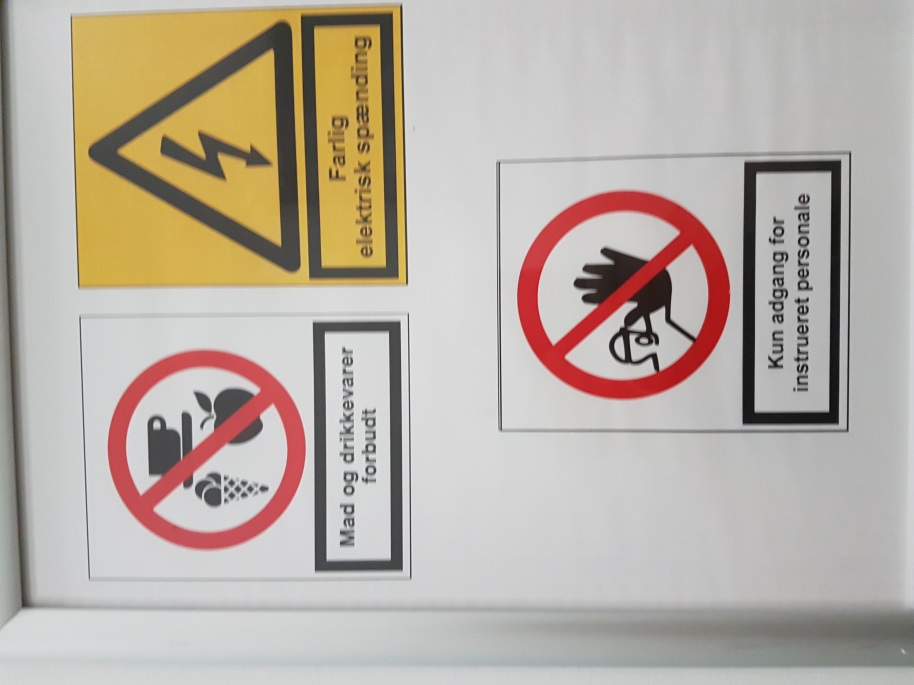 Mad og drikkevarer
forbudt
Farlig
elektrisk spænding
Kun adgang for
instrueret personale